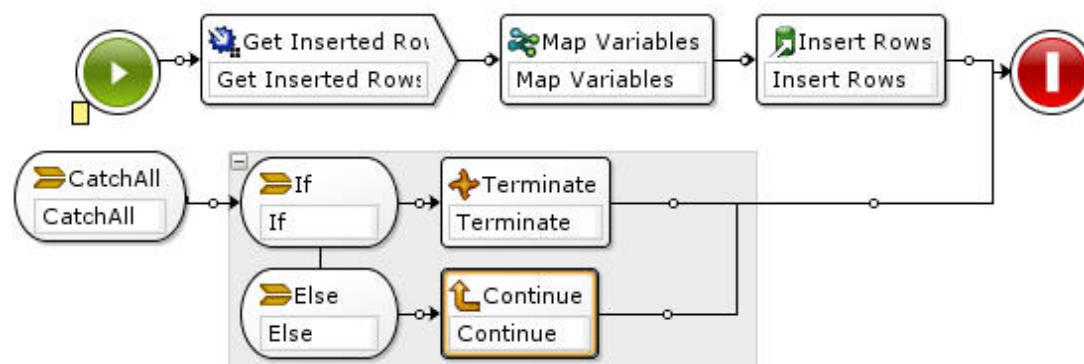 Get Inserted Rov
Get Inserted Rows
Map Variables
Map Variables
Insert Rows
Insert Rows
CatchAll
CatchAll
If
If
Terminate
Terminate
Else
Else
Continue
Continue